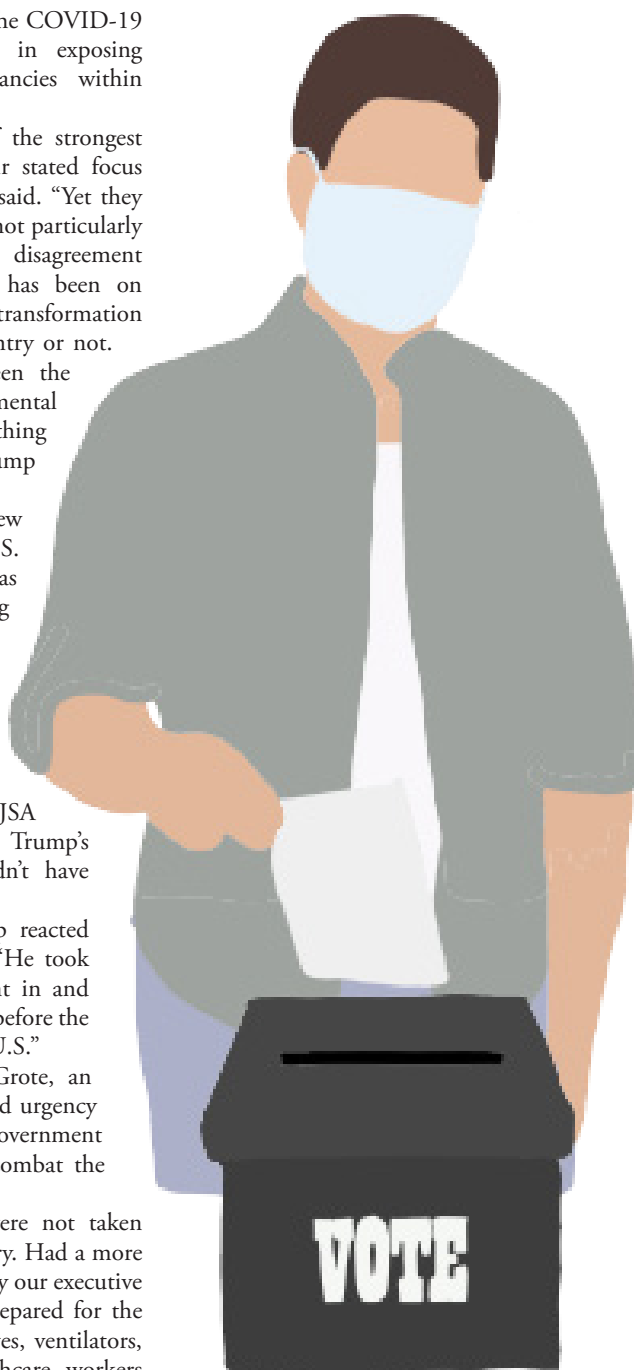 he COVID-19
in exposing
ancies within
the strongest
r stated focus
said. “Yet they
not particularly
disagreement
has been on
transformation
ntry or not.
en the
mental
thing
ump
ew
S.
as
g
JSA
Trump’s
dn’t have
p reacted
“He took
t in and
before the
U.S.”
Grote, an
d urgency
overnment
ombat the
ere not taken
ry. Had a more
y our executive
epared for the
es, ventilators,
thcare workers
VOTE